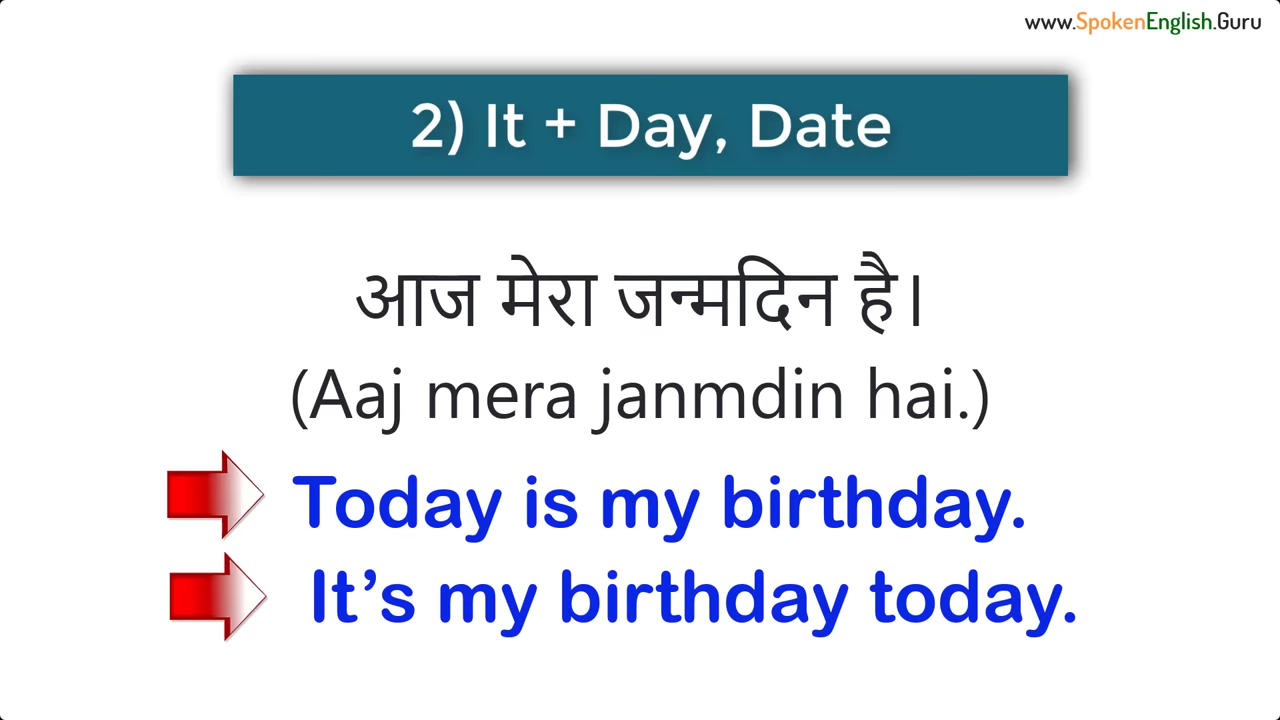 www.SpokenEnglish.Guru
2) It + Day, Date
आज मेरा जन्मदिन है।
(Aaj mera janmdin hai.)
Today is my birthday.
It’s my birthday today.